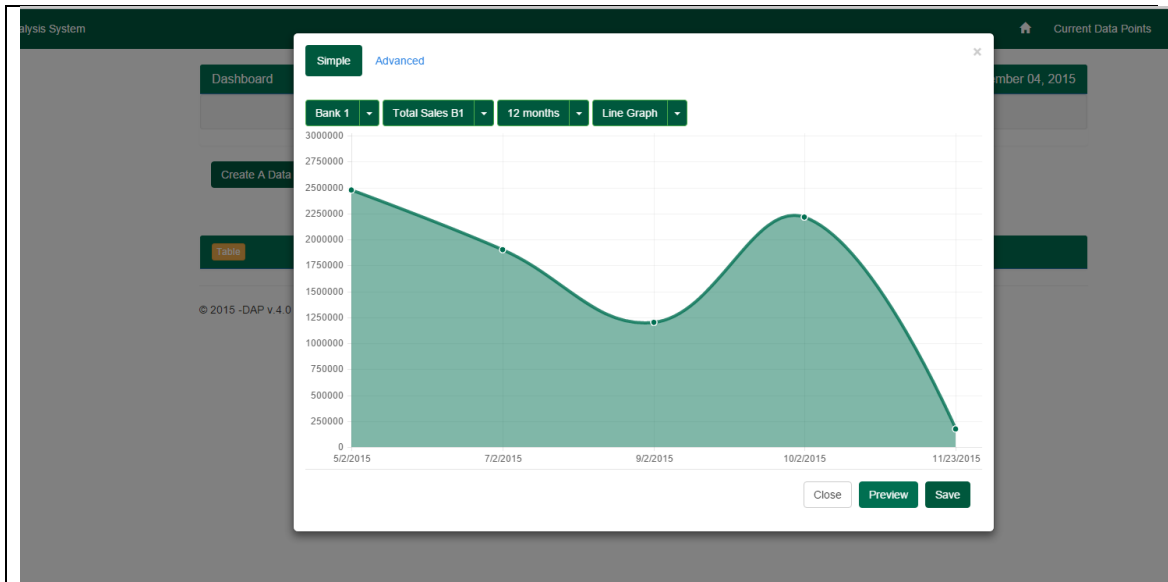 alysis System
Current Data Points
Simple
Advanced
×
Dashboard
mber 04, 2015
Bank 1
Total Sales B1
12 months
Line Graph
Create A Data
Table
© 2015 -DAP v.4.0
3000000
2750000
2500000
2250000
2000000
1750000
1500000
1250000
1000000
750000
500000
250000
0
5/2/2015
7/2/2015
9/2/2015
10/2/2015
11/23/2015
Close
Preview
Save